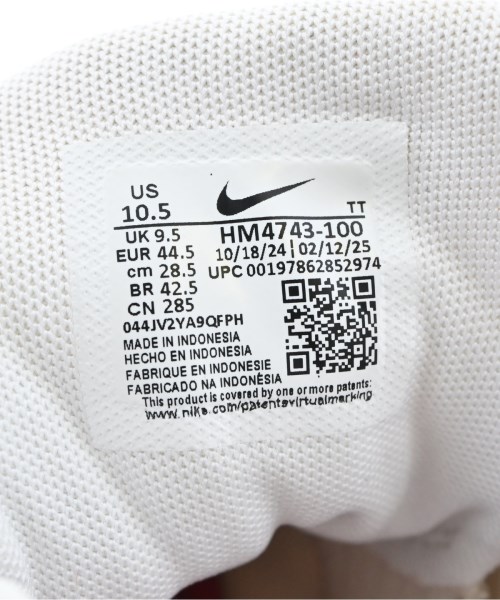 US
10.5
TT
UK 9.5
HM4743-100
EUR 44.5
10/18/24 | 02/12/25
cm 28.5
UPC 00197862852974
BR 42.5
CN 285
044JV2YA9QFPH
MADE IN INDONESIA
HECHO EN INDONESIA
FABRIQUE EN INDONESIE
FABRICADO NA INDONÉSIA
This product is covered by one or more patents:
www.nike.com/patentsvirtualmarking